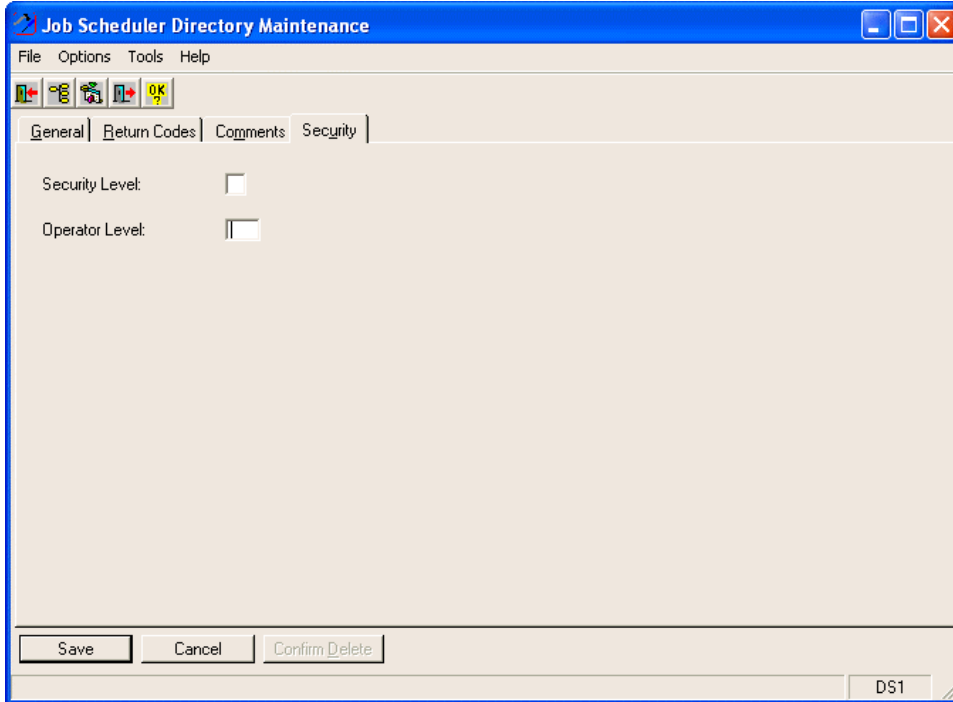 Job Scheduler Directory Maintenance
File Options Tools Help
OK ?
General Return Codes Comments Security
Security Level:
Operator Level:
Save Cancel Confirm Delete
DS1